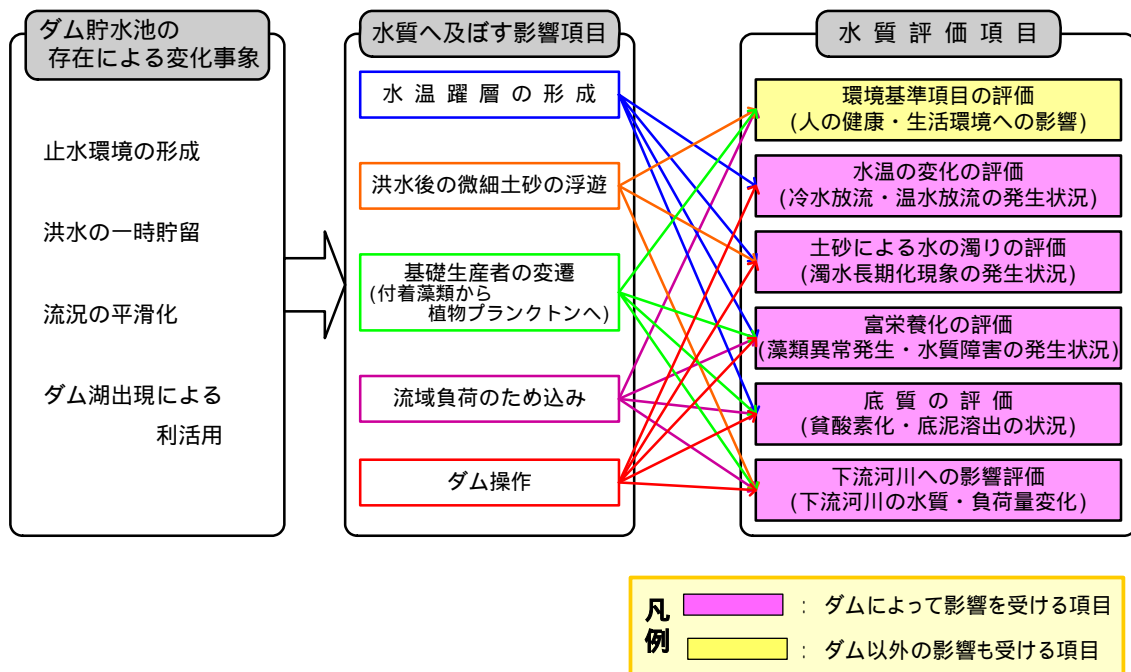 ダム貯水池の
存在による変化事象
止水環境の形成
洪水の一時貯留
流況の平滑化
ダム湖出現による
利活用
水質へ及ぼす影響項目
水温躍層の形成
洪水後の微細土砂の浮遊
基礎生産者の変遷
(付着藻類から
植物プランクトンへ)
流域負荷のため込み
ダム操作
水質評価項目
環境基準項目の評価
(人の健康・生活環境への影響)
水温の変化の評価
(冷水放流・温水放流の発生状況)
土砂による水の濁りの評価
(濁水長期化現象の発生状況)
富栄養化の評価
(藻類異常発生・水質障害の発生状況)
底質の評価
(貧酸素化・底泥溶出の状況)
下流河川への影響評価
(下流河川の水質・負荷量変化)
凡例
: ダムによって影響を受ける項目
: ダム以外の影響も受ける項目